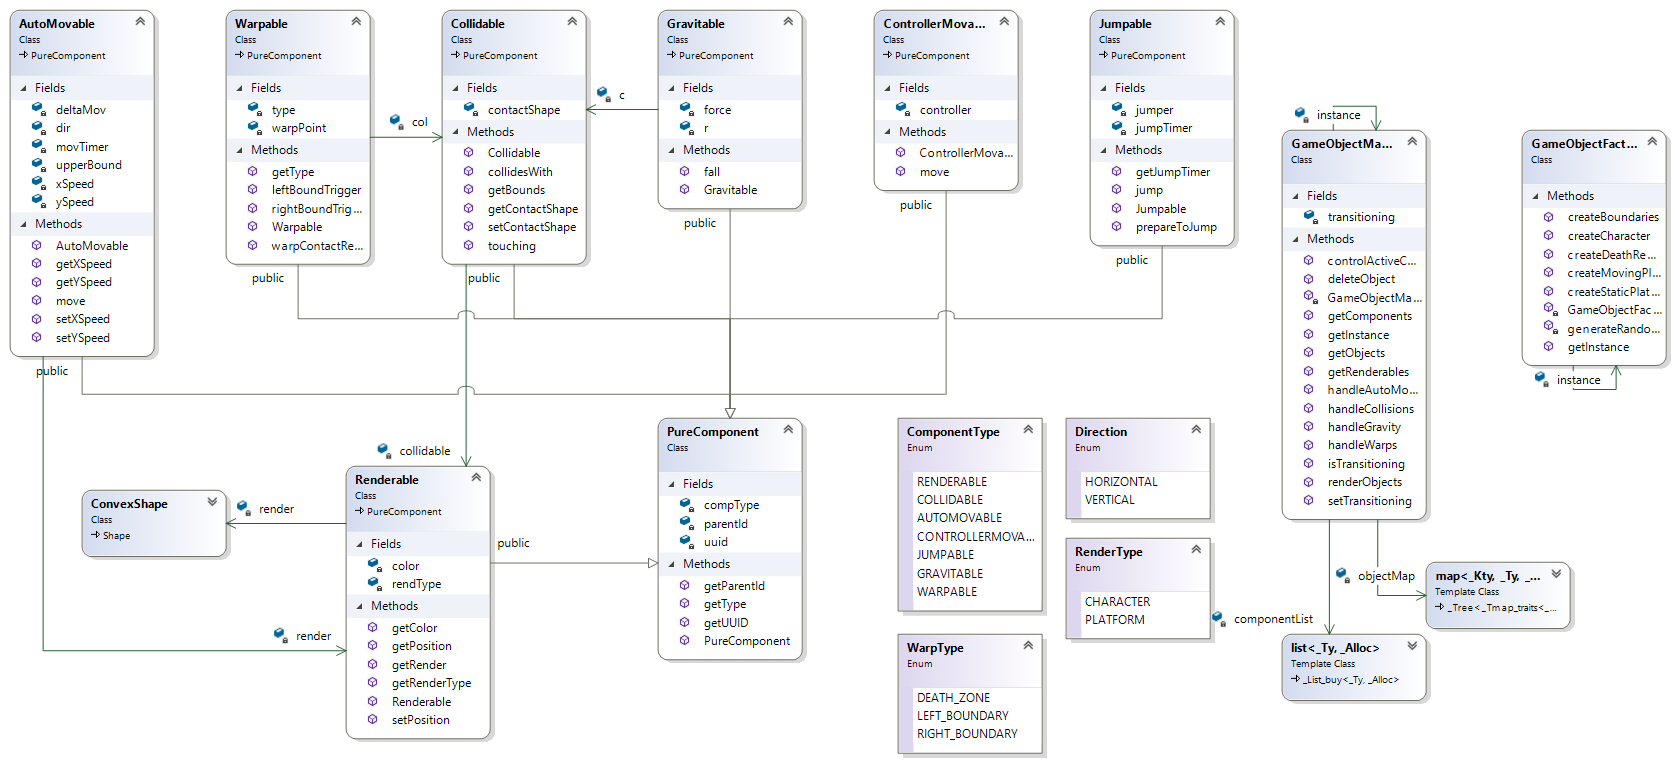 AutoMovable
Class
PureComponent
Fields
deltaMov
dir
movTimer
upperBound
xSpeed
ySpeed
Methods
AutoMovable
getXSpeed
getYSpeed
move
setXSpeed
setYSpeed
public
Warpable
Class
PureComponent
Fields
type
warpPoint
Methods
getType
leftBoundTrigger
rightBoundTrig...
Warpable
warpContactRe...
public
col
Collidable
Class
PureComponent
Fields
contactShape
Methods
Collidable
collidesWith
getBounds
getContactShape
setContactShape
touching
public
c
Gravitable
Class
PureComponent
Fields
force
r
Methods
fall
Gravitable
public
ControllerMova...
Class
PureComponent
Fields
controller
Methods
ControllerMova...
move
public
Jumpable
Class
PureComponent
Fields
jumper
jumpTimer
Methods
getJumpTimer
jump
Jumpable
prepareToJump
public
instance
GameObjectMa...
Class
Fields
transitioning
Methods
controlActiveC...
deleteObject
GameObjectMa...
getComponents
getInstance
getObjects
getRenderables
handleAutoMo...
handleCollisions
handleGravity
handleWarps
isTransitioning
renderObjects
setTransitioning
GameObjectFact...
Class
Methods
createBoundaries
createCharacter
createDeathRe...
createMovingPl...
createStaticPlat...
GameObjectFac...
generateRando...
getInstance
instance
collidable
ConvexShape
Class
Shape
render
Renderable
Class
PureComponent
Fields
color
rendType
Methods
getColor
getPosition
getRender
getRenderType
Renderable
setPosition
render
public
PureComponent
Class
Fields
compType
parentId
uuid
Methods
getParentId
getType
getUUID
PureComponent
ComponentType
Enum
RENDERABLE
COLLIDABLE
AUTOMOVABLE
CONTROLLERMOVA...
JUMPABLE
GRAVITABLE
WARPABLE
Direction
Enum
HORIZONTAL
VERTICAL
RenderType
Enum
CHARACTER
PLATFORM
WarpType
Enum
DEATH_ZONE
LEFT_BOUNDARY
RIGHT_BOUNDARY
objectMap
map<_Kty, _Ty, _...
Template Class
_Tree<_Tmap_traits<_...
componentList
list<_Ty, _Alloc>
Template Class
_List_buy<_Ty, _Alloc>